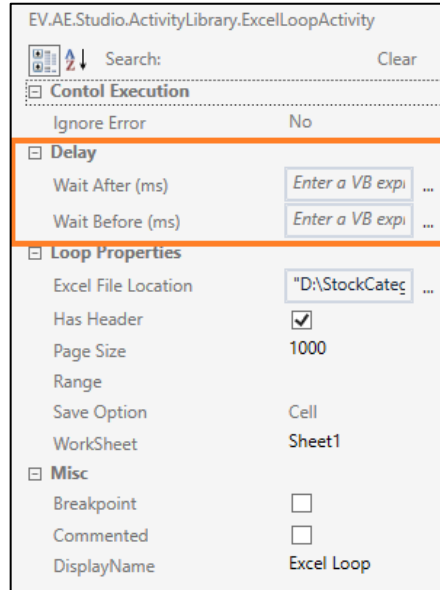 EV.AE.Studio.ActivityLibrary.ExcelLoopActivity
Search: Clear
Contol Execution
Ignore Error No
Delay
Wait After (ms) Enter a VB expr ...
Wait Before (ms) Enter a VB expr ...
Loop Properties
Excel File Location "D:\StockCateg ...
Has Header
Page Size 1000
Range
Save Option Cell
WorkSheet Sheet1
Misc
Breakpoint
Commented
DisplayName Excel Loop